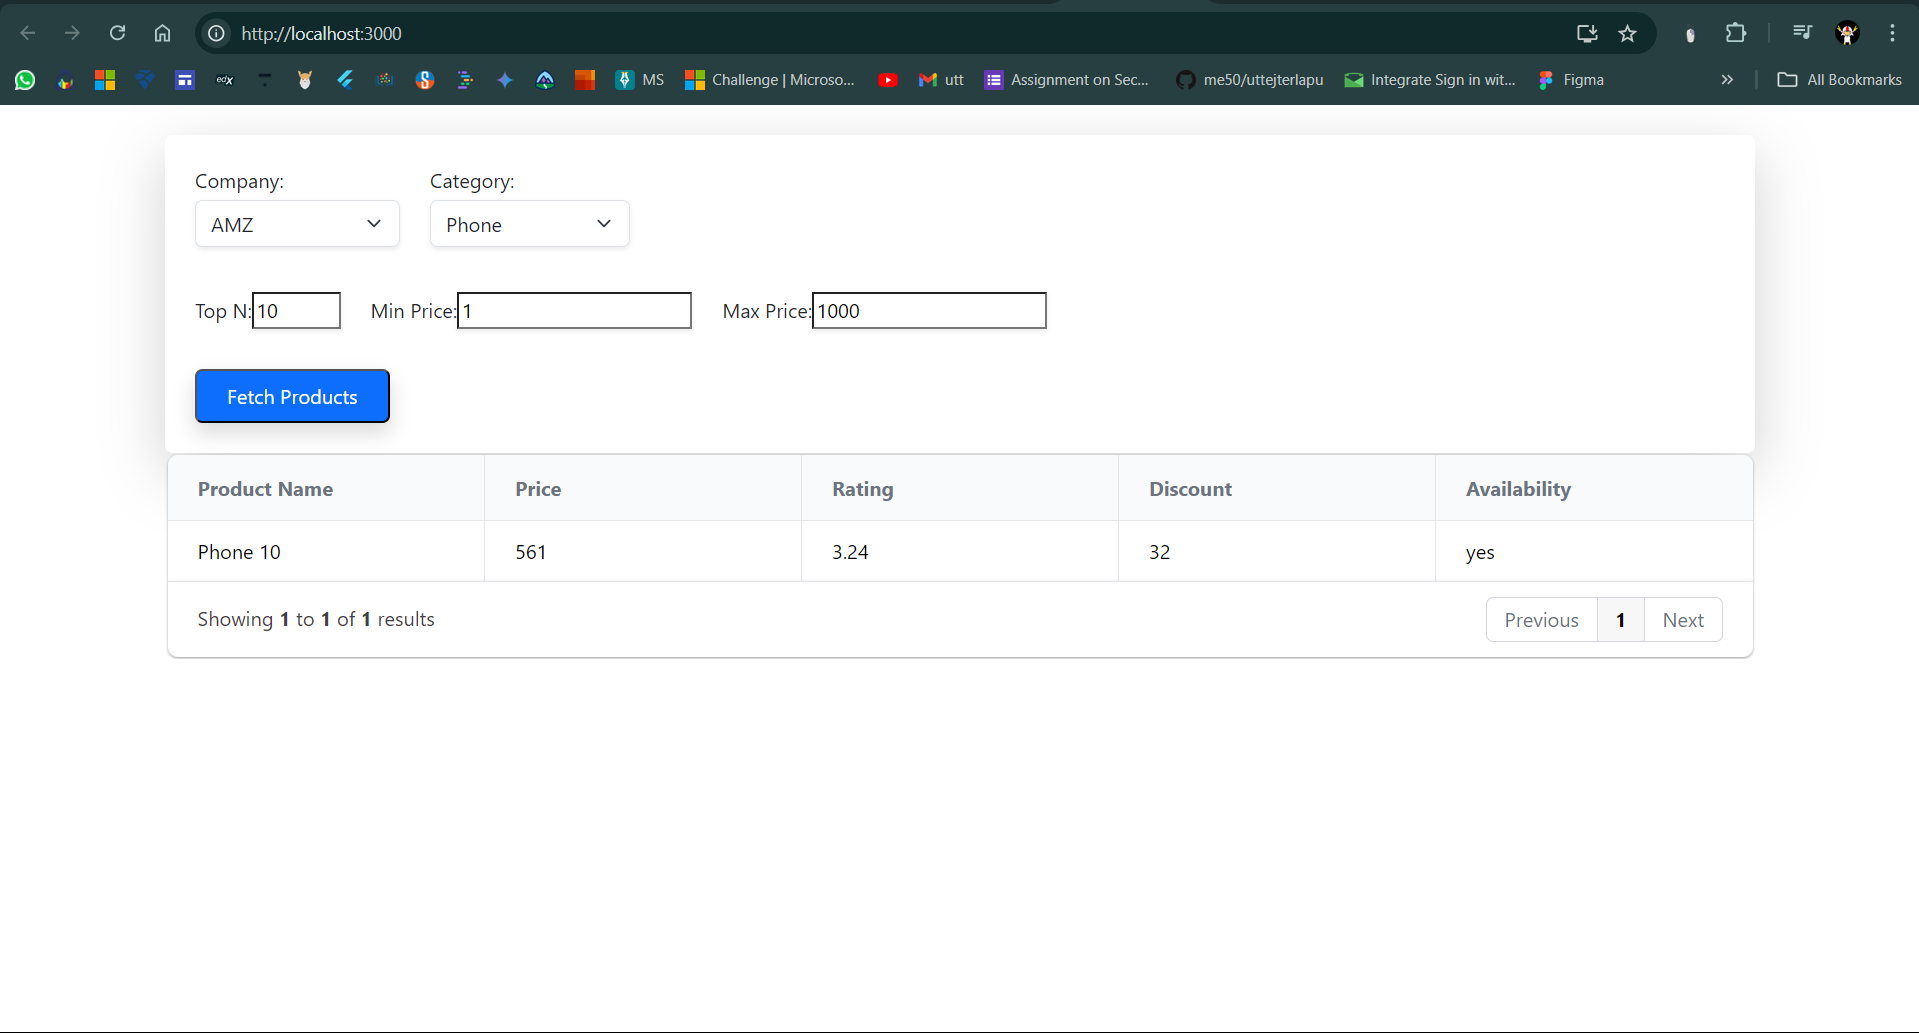 http://localhost:3000
edX
MS
Challenge | Microso...
utt
Assignment on Sec...
me50/uttejterlapu
Integrate Sign in wit...
Figma
All Bookmarks
Company: Category:
AMZ Phone
Top N: 10 Min Price: 1 Max Price: 1000
Fetch Products
Product Name Price Rating Discount Availability
Phone 10 561 3.24 32 yes
Showing 1 to 1 of 1 results Previous 1 Next